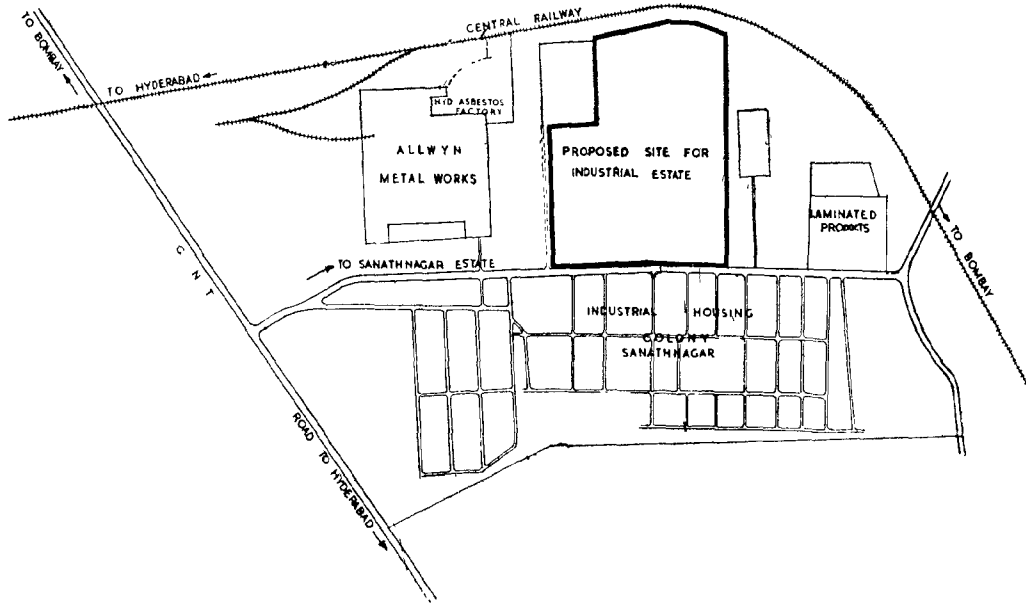 TO BOMBAY
CENTRAL RAILWAY
TO HYDERABAD
HYD ASBESTOS
FACTORY
ALLWYN
METAL WORKS
PROPOSED SITE FOR
INDUSTRIAL ESTATE
LAMINATED
PRODUCTS
TO BOMBAY
TO SANATHNAGAR ESTATE
G N T
INDUSTRIAL HOUSING
COLONY
SANATHNAGAR
ROAD TO HYDERABAD